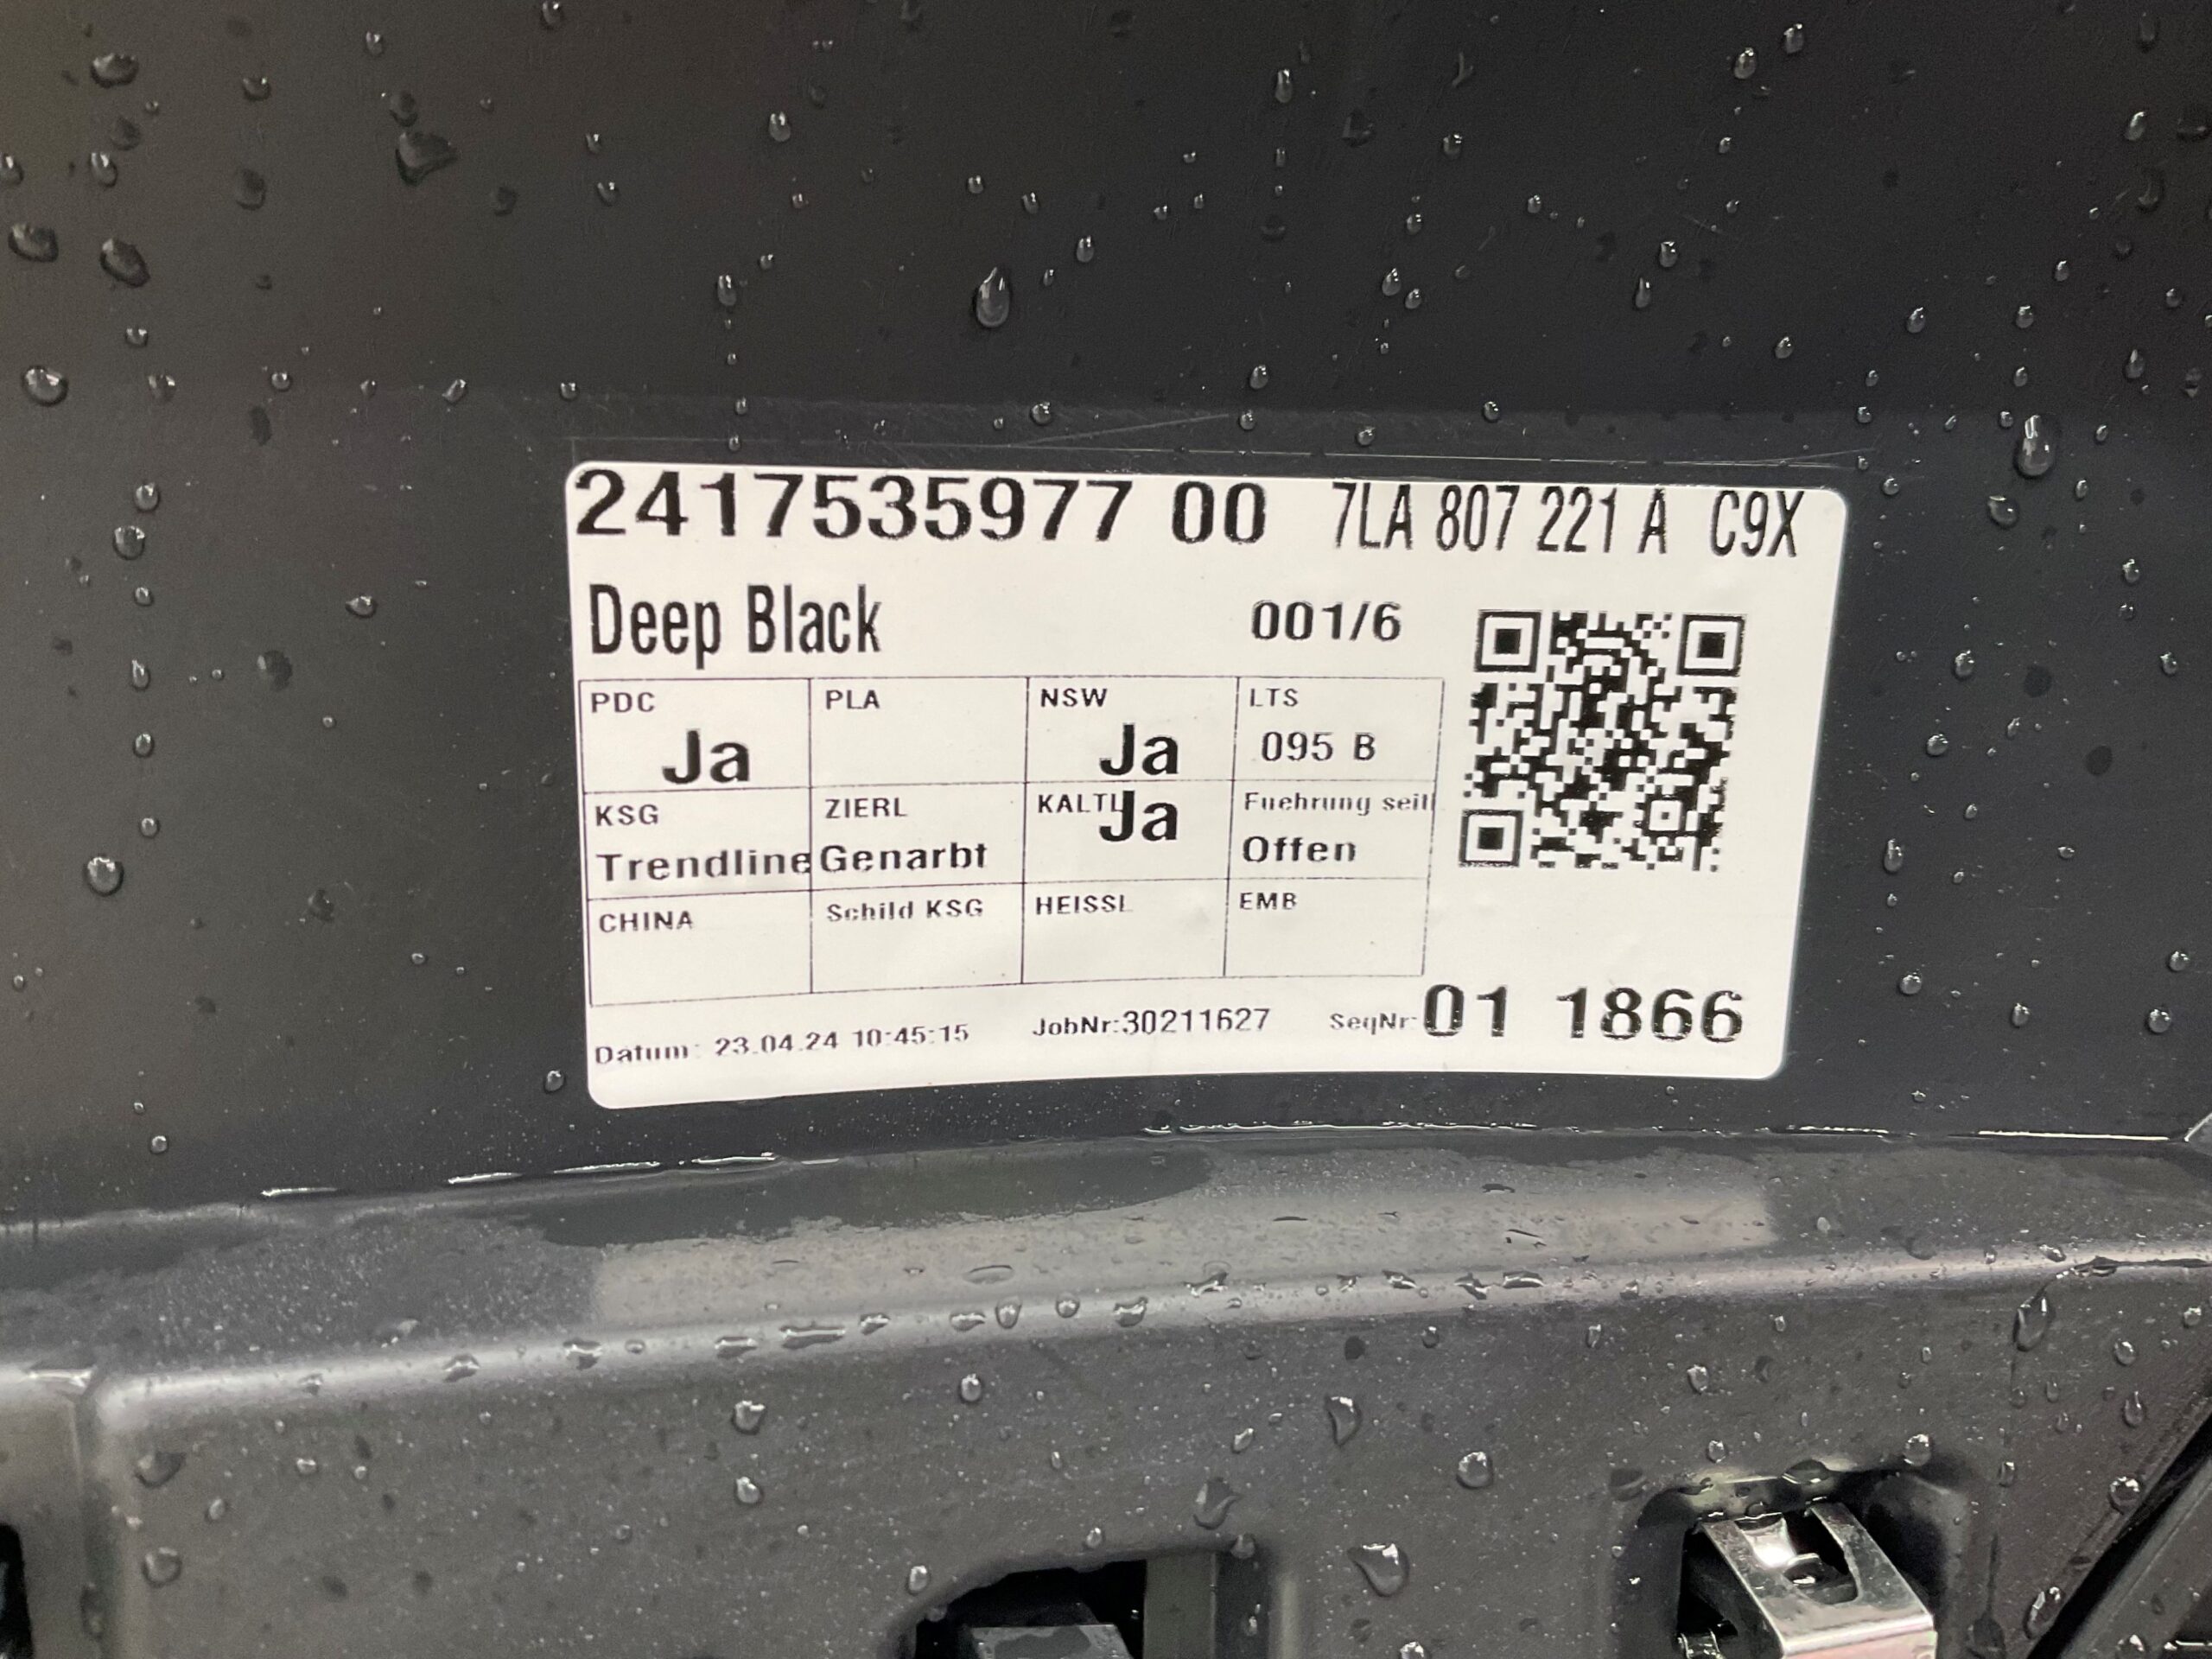 2417535977 00 7LA 807 221 A C9X
Deep Black 001/6
PDC PLA NSW LTS
Ja Ja 095 B
KSG ZIERL KALTL Fuehrung seitl
Trendline Genarbt Ja Offen
CHINA Schild KSG HEISSL EMB
Datum: 23.04.24 10:45:15 JobNr:30211627 SeqNr 01 1866